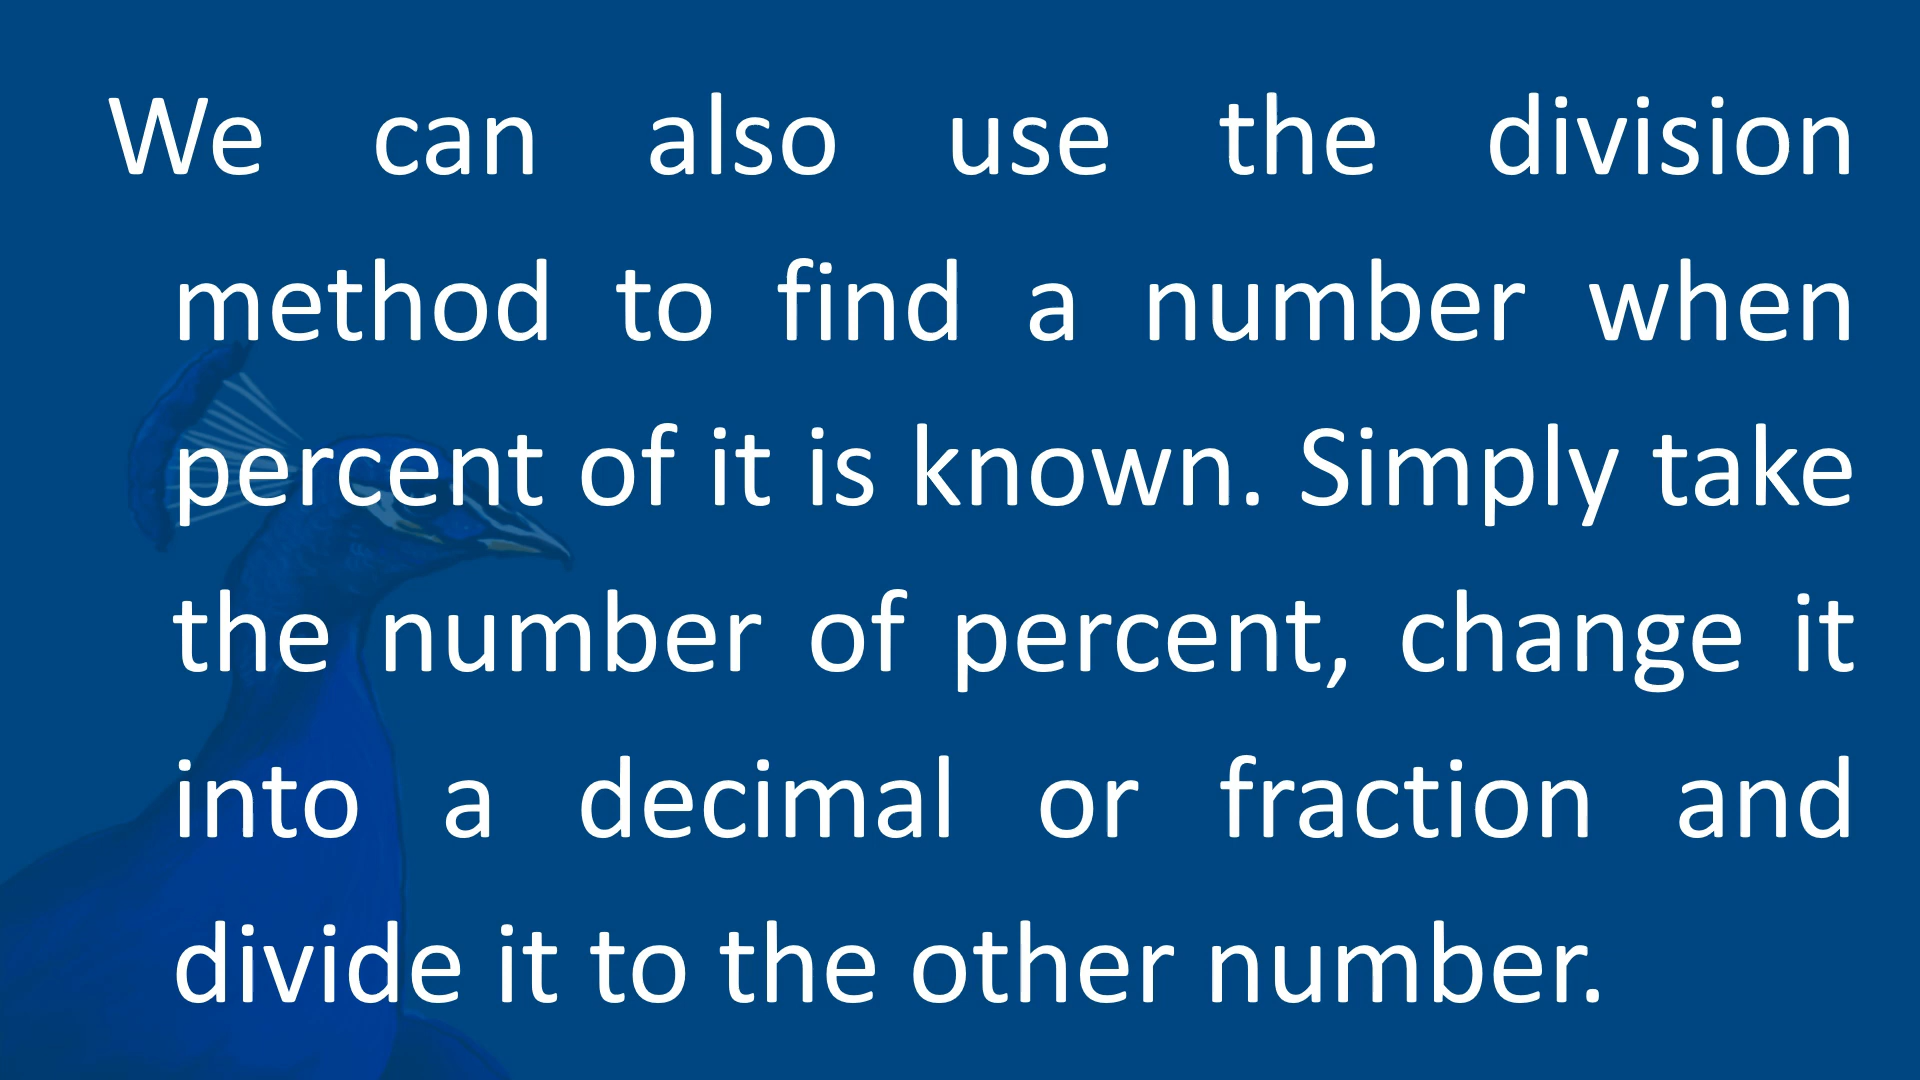 We can also use the division
method to find a number when
percent of it is known. Simply take
the number of percent, change it
into a decimal or fraction and
divide it to the other number.